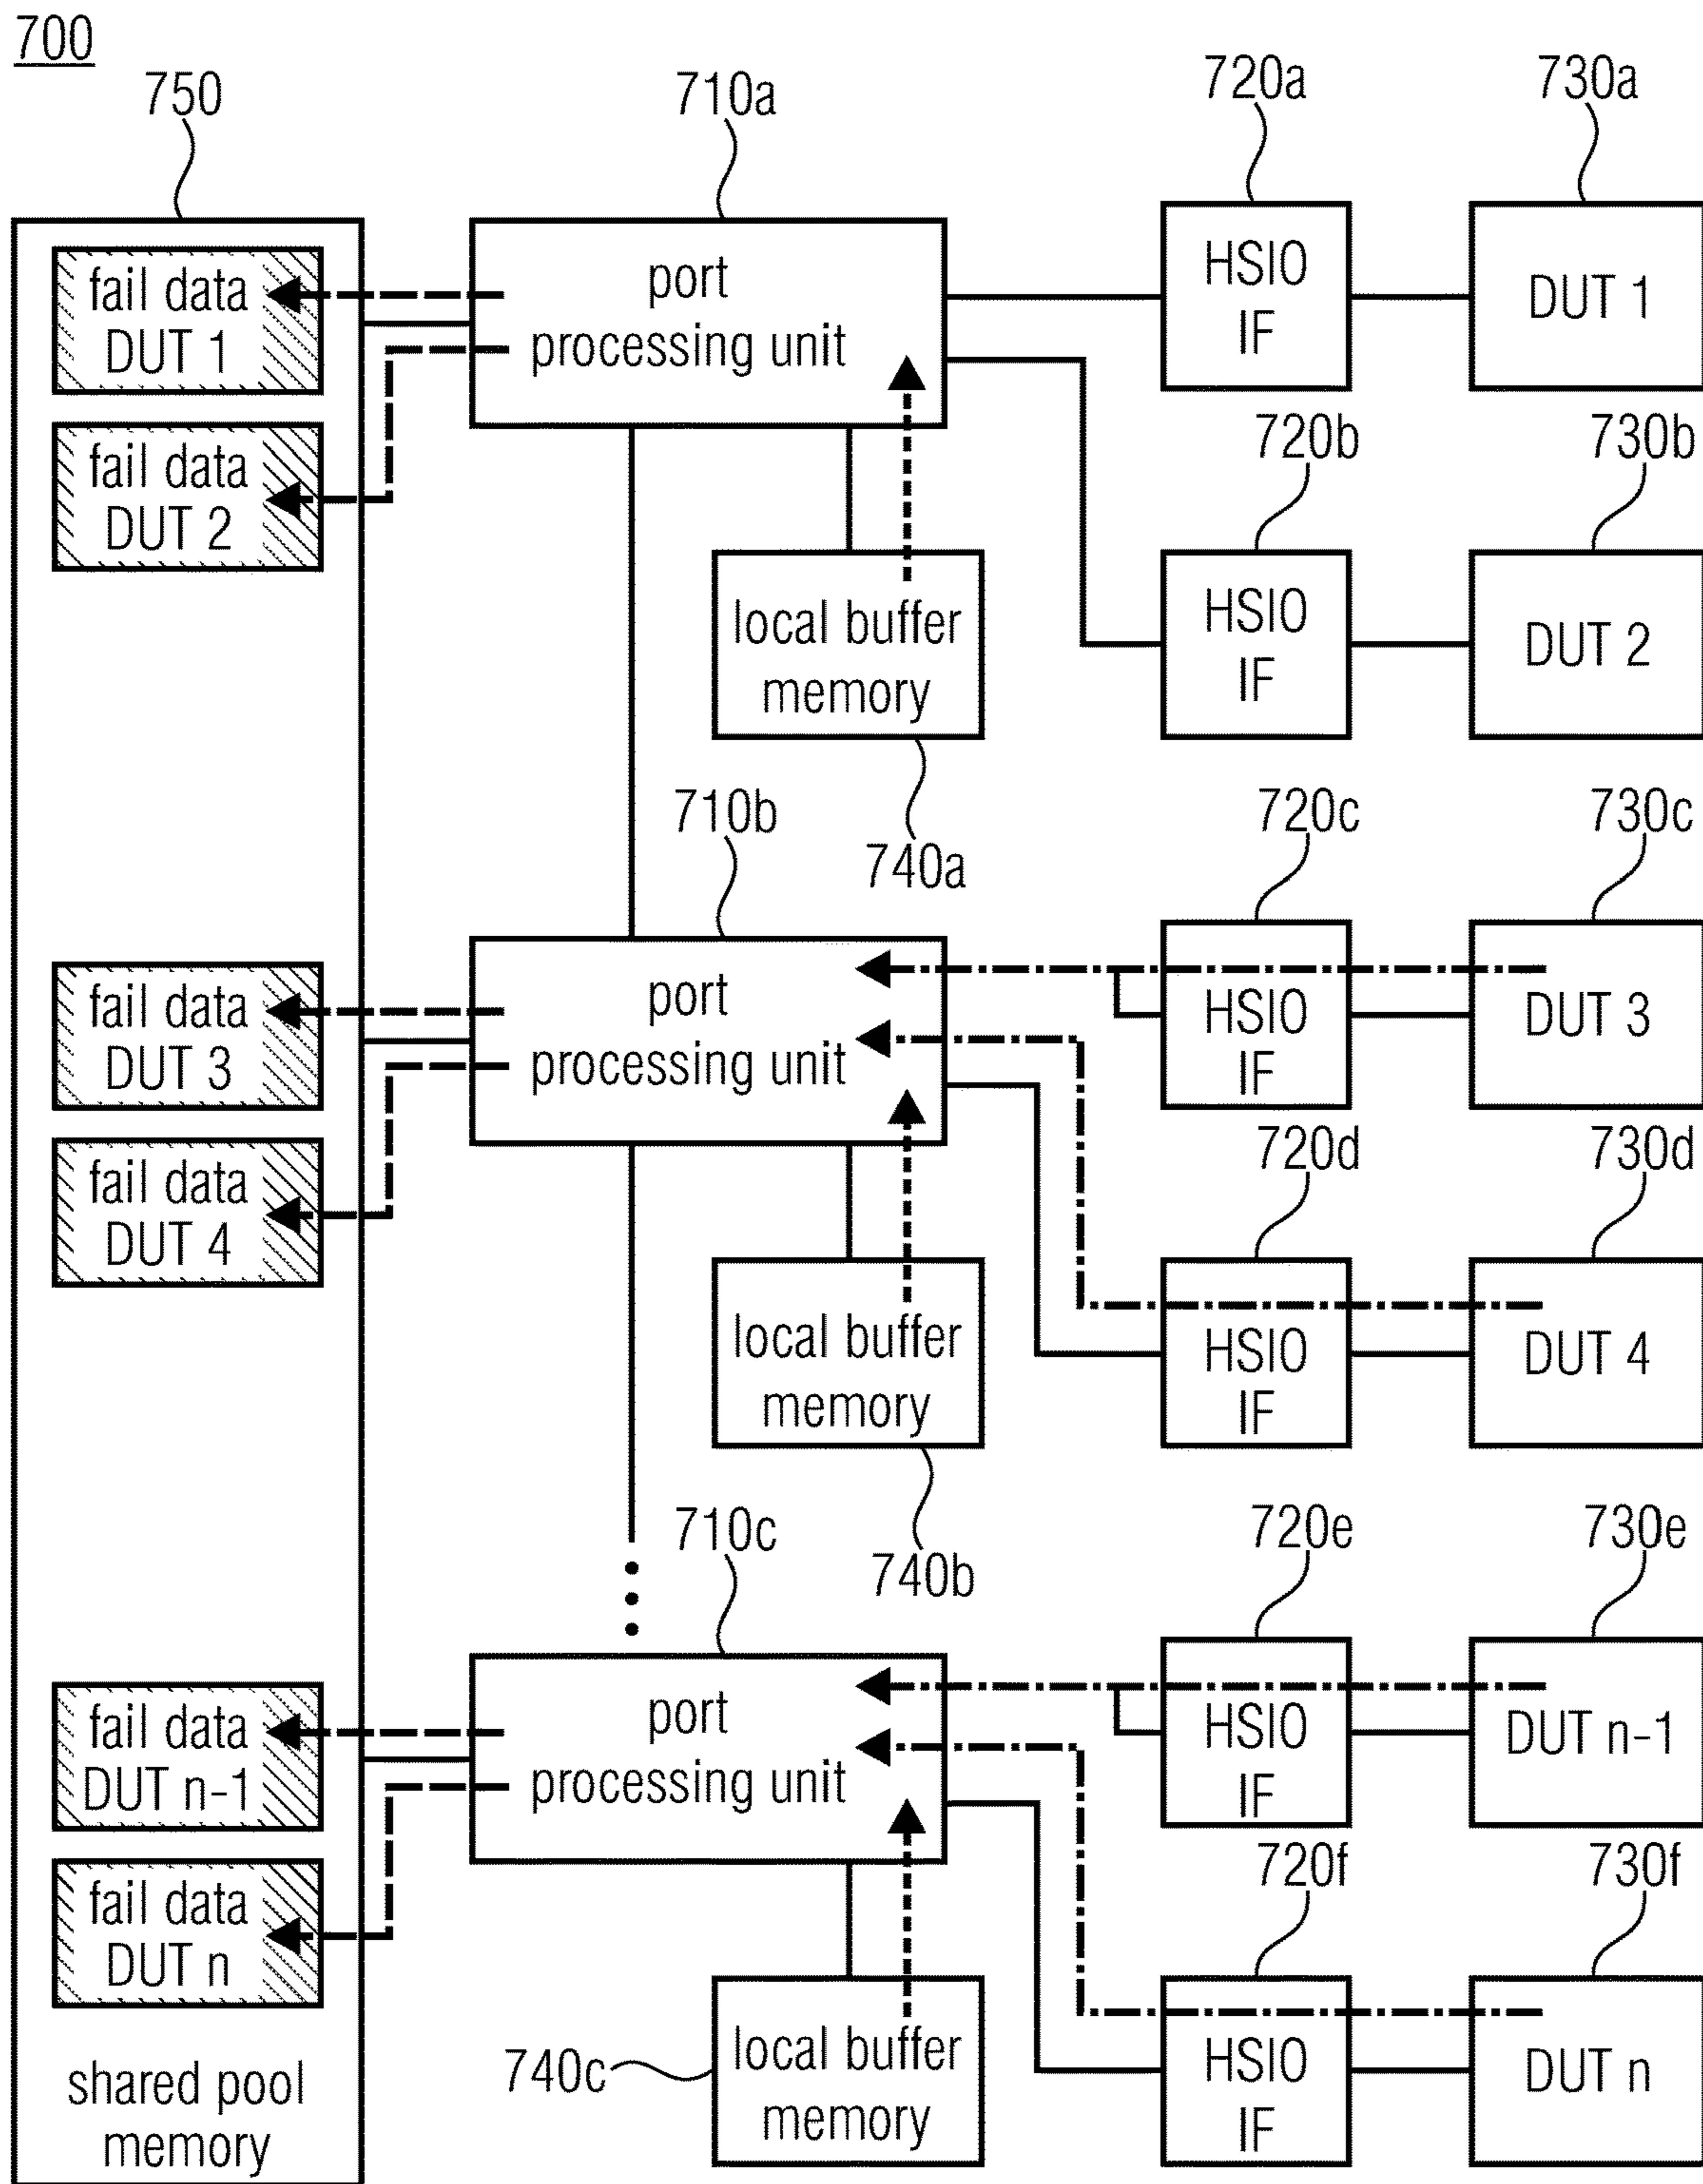 700
750
710a
720a
730a
fail data
DUT 1
port
processing unit
HSIO
IF
DUT 1
fail data
DUT 2
720b
730b
local buffer
memory
HSIO
IF
DUT 2
740a
710b
720c
730c
fail data
DUT 3
port
processing unit
HSIO
IF
DUT 3
fail data
DUT 4
720d
730d
local buffer
memory
HSIO
IF
DUT 4
740b
710c
720e
730e
fail data
DUT n-1
port
processing unit
HSIO
IF
DUT n-1
fail data
DUT n
720f
730f
shared pool
memory
740c
local buffer
memory
HSIO
IF
DUT n